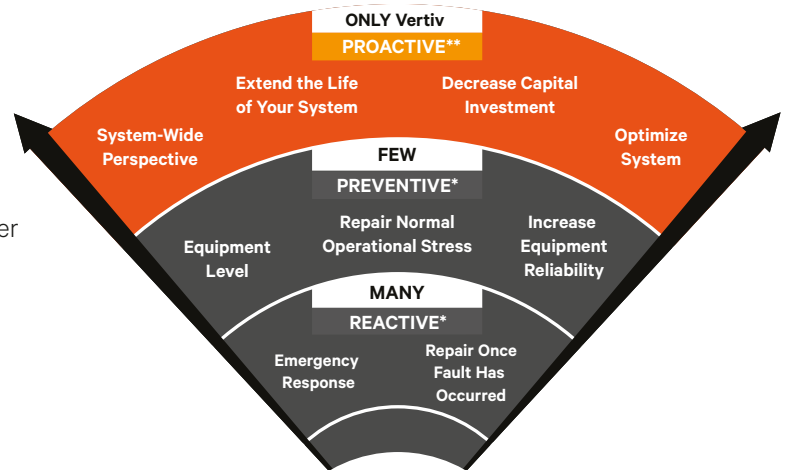 ONLY Vertiv
PROACTIVE**
Extend the Life
of Your System
Decrease Capital
Investment
System-Wide
Perspective
Optimize
System
FEW
PREVENTIVE*
er
Equipment
Level
Repair Normal
Operational Stress
Increase
Equipment
Reliability
MANY
REACTIVE*
Emergency
Response
Repair Once
Fault Has
Occurred